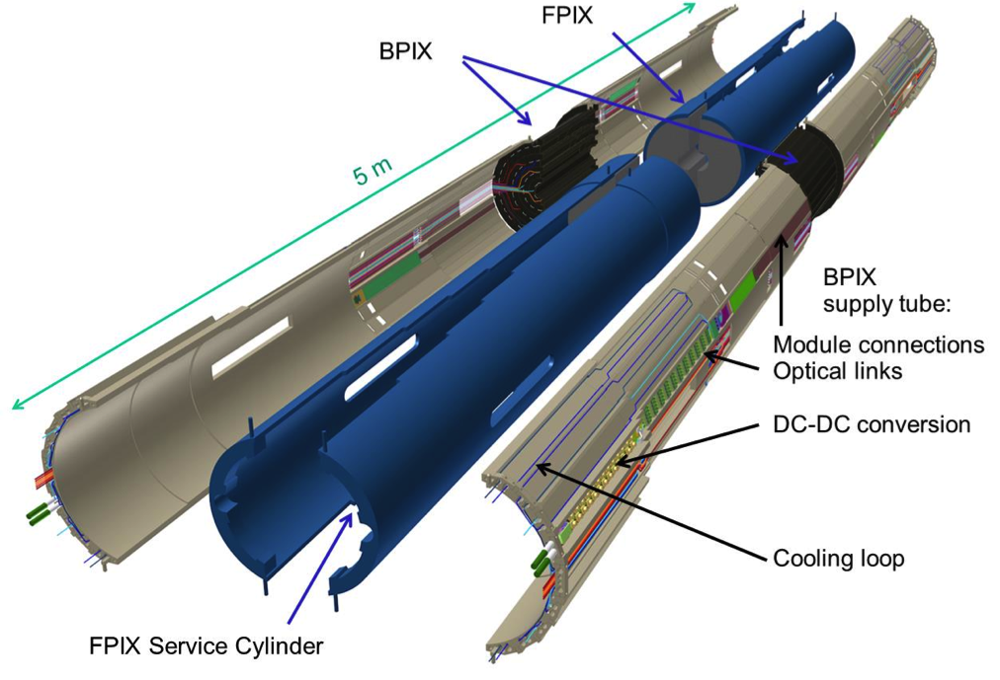 FPIX
BPIX
5 m
BPIX
supply tube:
Module connections
Optical links
DC-DC conversion
Cooling loop
FPIX Service Cylinder